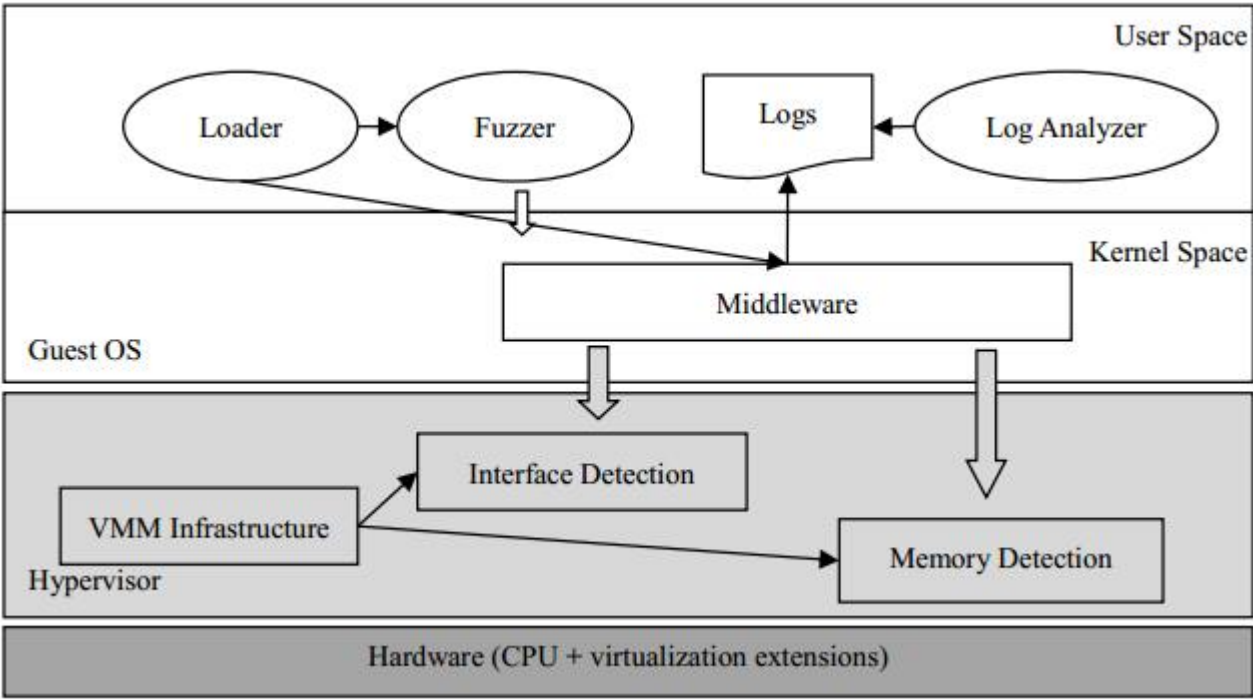 User Space
Loader
Fuzzer
Logs
Log Analyzer
Kernel Space
Middleware
Guest OS
Interface Detection
VMM Infrastructure
Memory Detection
Hypervisor
Hardware (CPU + virtualization extensions)